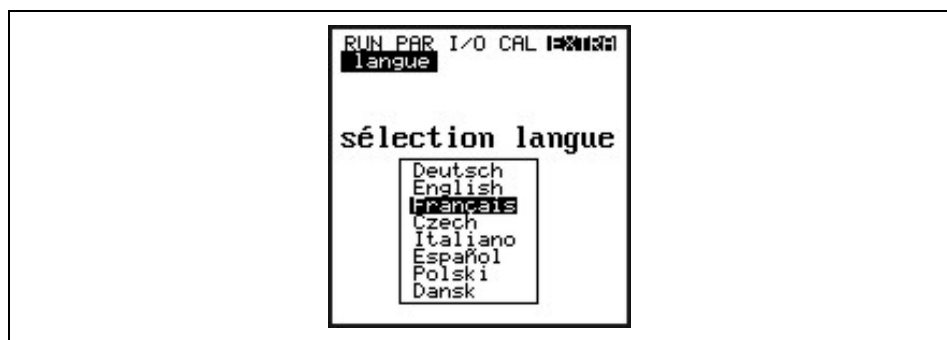 RUN PAR I/O CAL EXTRA
langue
sélection langue
Deutsch
English
Français
Czech
Italiano
Español
Polski
Dansk